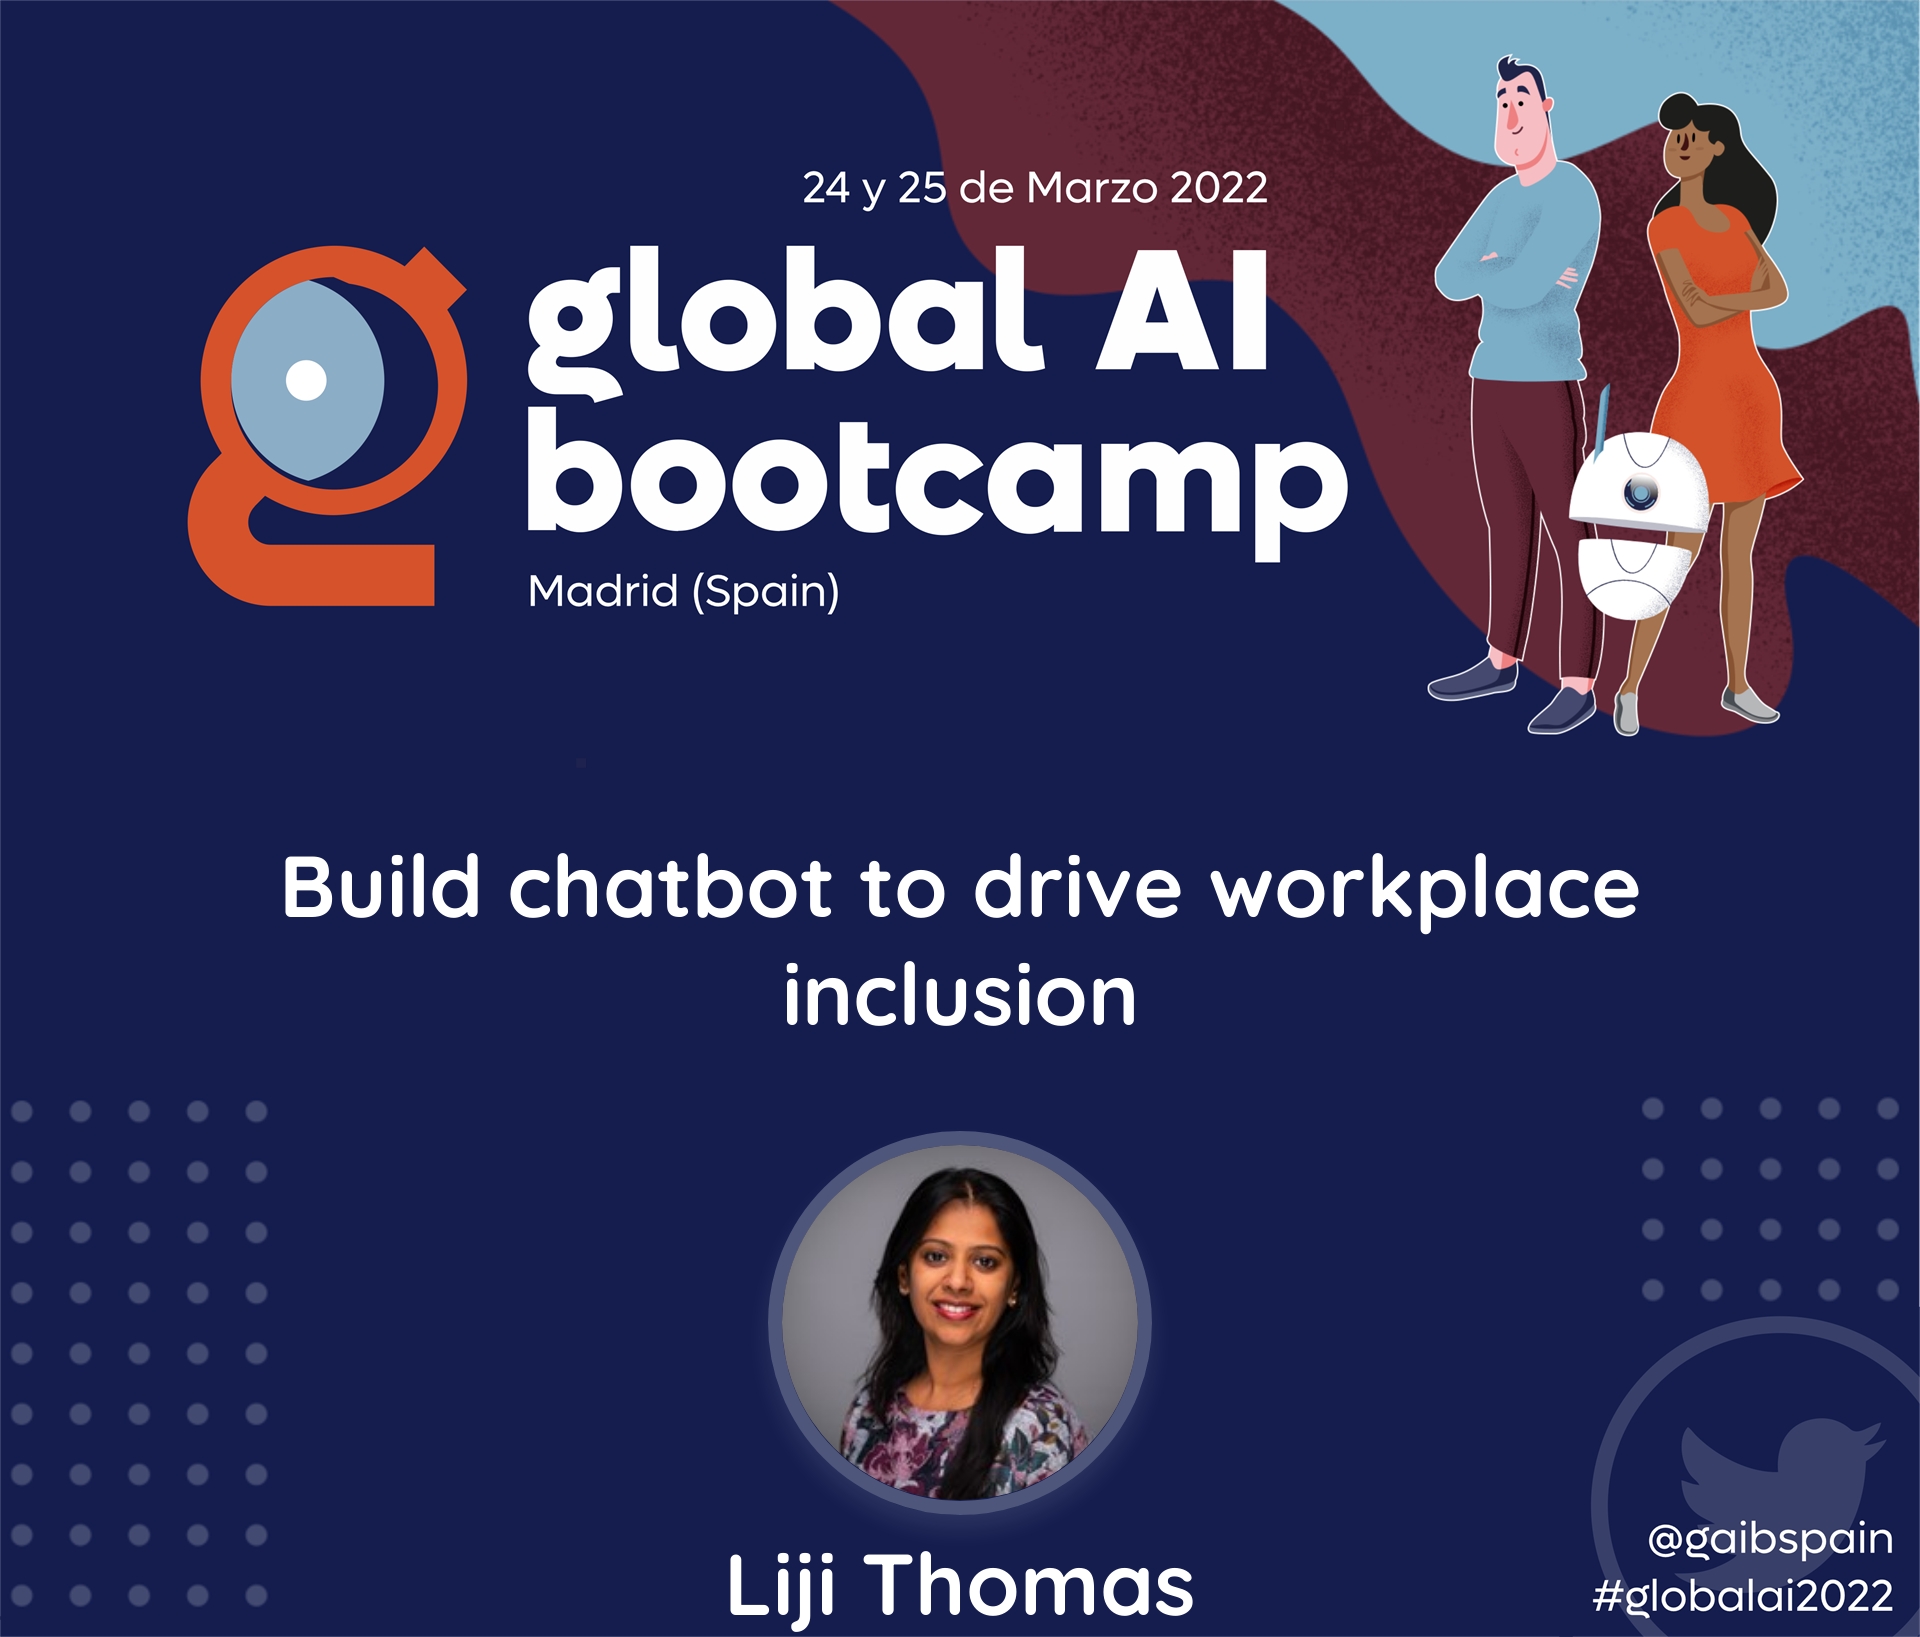 24 y 25 de Marzo 2022
global AI
bootcamp
Madrid (Spain)
Build chatbot to drive workplace
inclusion
Liji Thomas
@gaibspain
#globalai2022